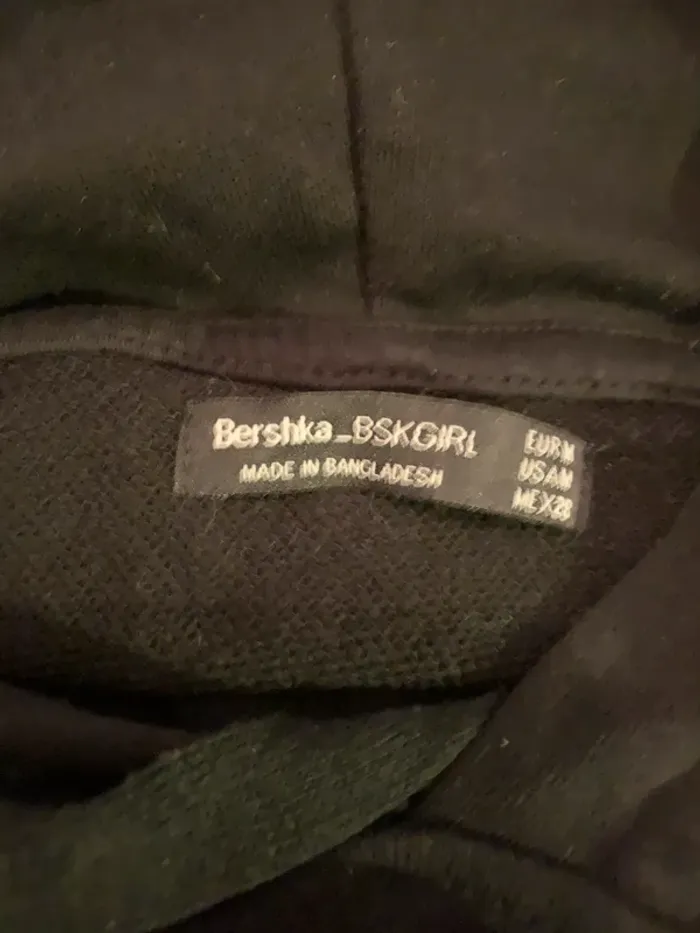 Bershka_BSKGIRL
MADE IN BANGLADESH
EUR M
USA M
MEX 28